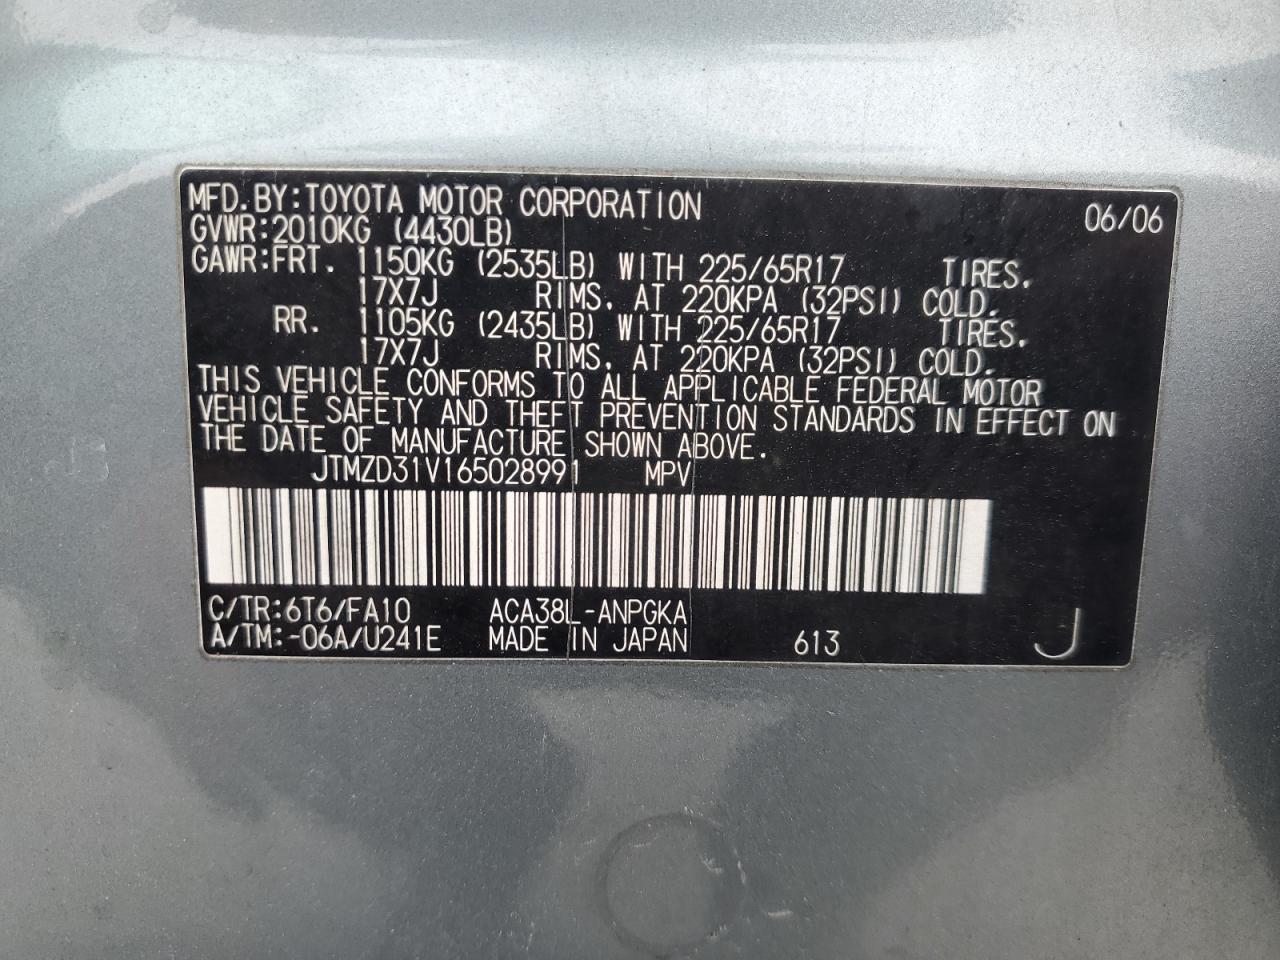 MFD. BY:TOYOTA MOTOR CORPORATION 06/06
GVWR:2010KG (4430LB)
GAWR:FRT. 1150KG (2535LB) WITH 225/65R17 TIRES.
17X7J RIMS, AT 220KPA (32PSI) COLD.
RR. 1105KG (2435LB) WITH 225/65R17 TIRES.
17X7J RIMS, AT 220KPA (32PSI) COLD.
THIS VEHICLE CONFORMS TO ALL APPLICABLE FEDERAL MOTOR
VEHICLE SAFETY AND THEFT PREVENTION STANDARDS IN EFFECT ON
THE DATE OF MANUFACTURE SHOWN ABOVE.
JTMZD31V165028991 MPV
C/TR:6T6/FA10 ACA38L-ANPGKA
A/TM:-06A/U241E MADE IN JAPAN 613 J